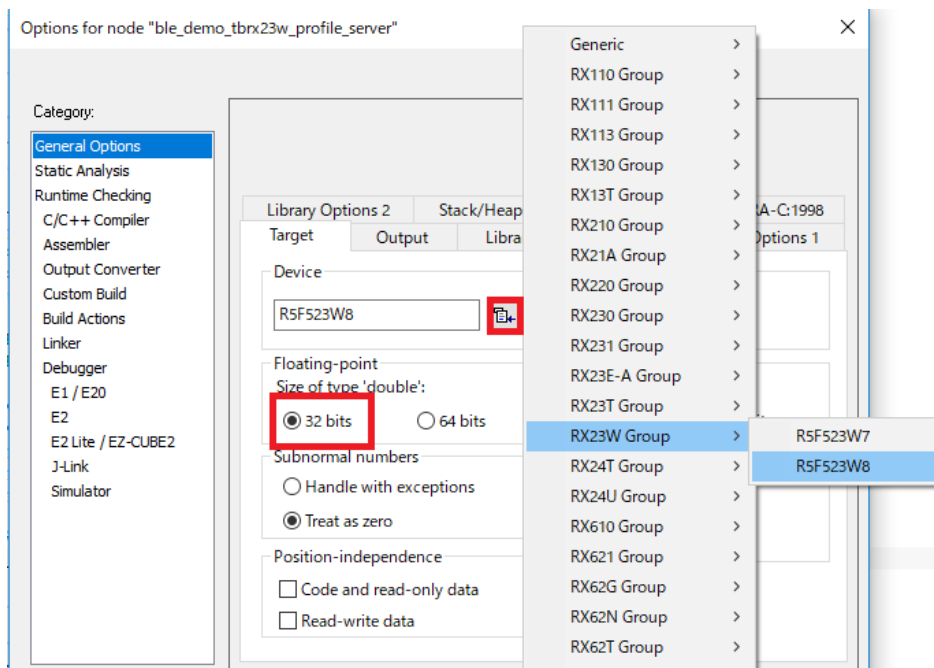 Options for node "ble_demo_tbrx23w_profile_server"
Category:
General Options
Static Analysis
Runtime Checking
C/C++ Compiler
Assembler
Output Converter
Custom Build
Build Actions
Linker
Debugger
E1 / E20
E2
E2 Lite / EZ-CUBE2
J-Link
Simulator
Library Options 2
Stack/Heap
RA-C:1998
Target
Output
Libra
Options 1
Device
R5F523W8
Floating-point
Size of type 'double':
32 bits
64 bits
Subnormal numbers
Handle with exceptions
Treat as zero
Position-independence
Code and read-only data
Read-write data
Generic
RX110 Group
RX111 Group
RX113 Group
RX130 Group
RX13T Group
RX210 Group
RX21A Group
RX220 Group
RX230 Group
RX231 Group
RX23E-A Group
RX23T Group
RX23W Group
RX24T Group
RX24U Group
RX610 Group
RX621 Group
RX62G Group
RX62N Group
RX62T Group
R5F523W7
R5F523W8